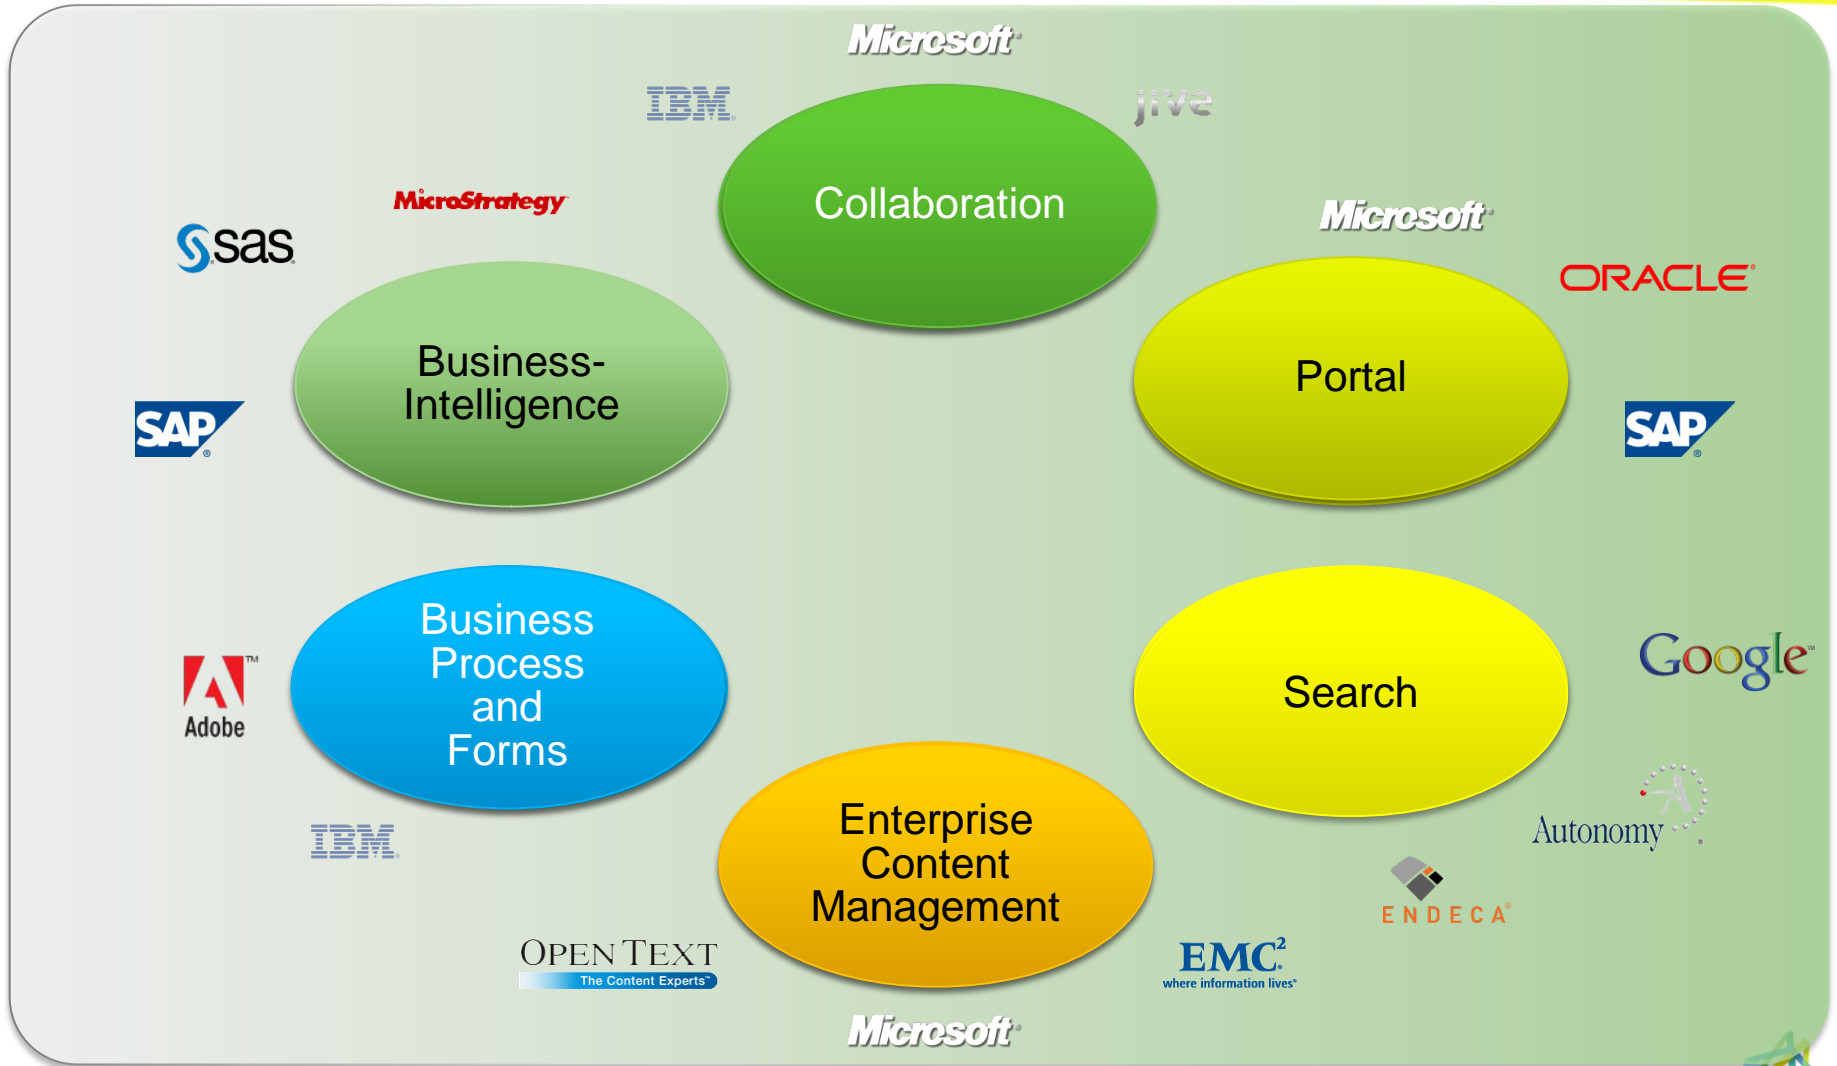 Microsoft
IBM
jive
Collaboration
MicroStrategy
Microsoft
sas
ORACLE
Business-
Intelligence
Portal
SAP
SAP
Business
Process
and
Forms
Google
Search
Adobe
IBM
Autonomy
Enterprise
Content
Management
ENDECA
OPEN TEXT
The Content Experts
EMC²
where information lives
Microsoft